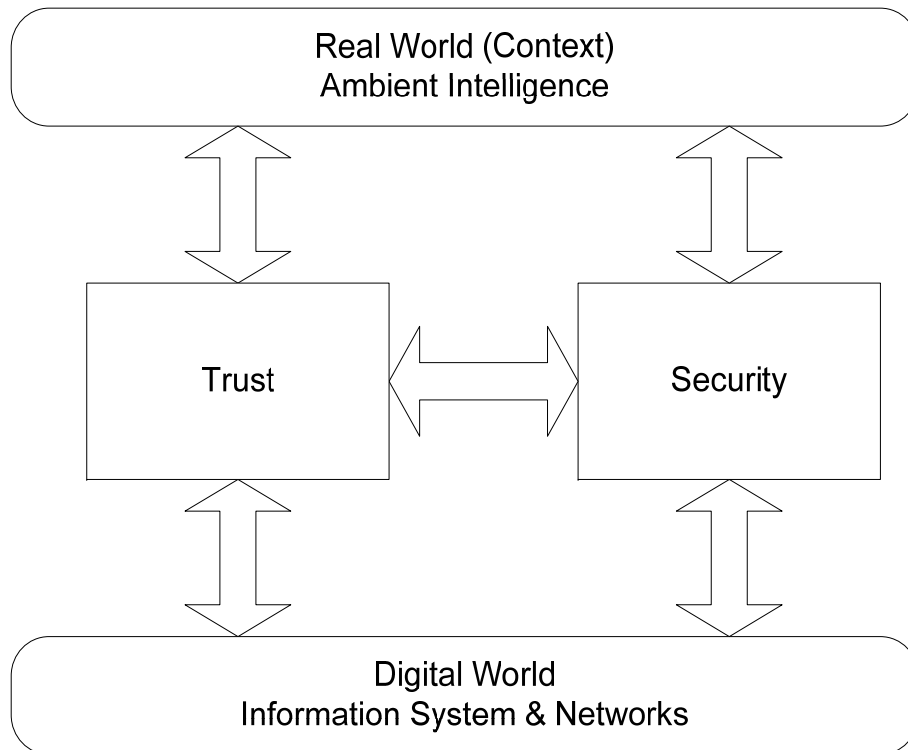 Real World (Context)
Ambient Intelligence
Trust
Security
Digital World
Information System & Networks